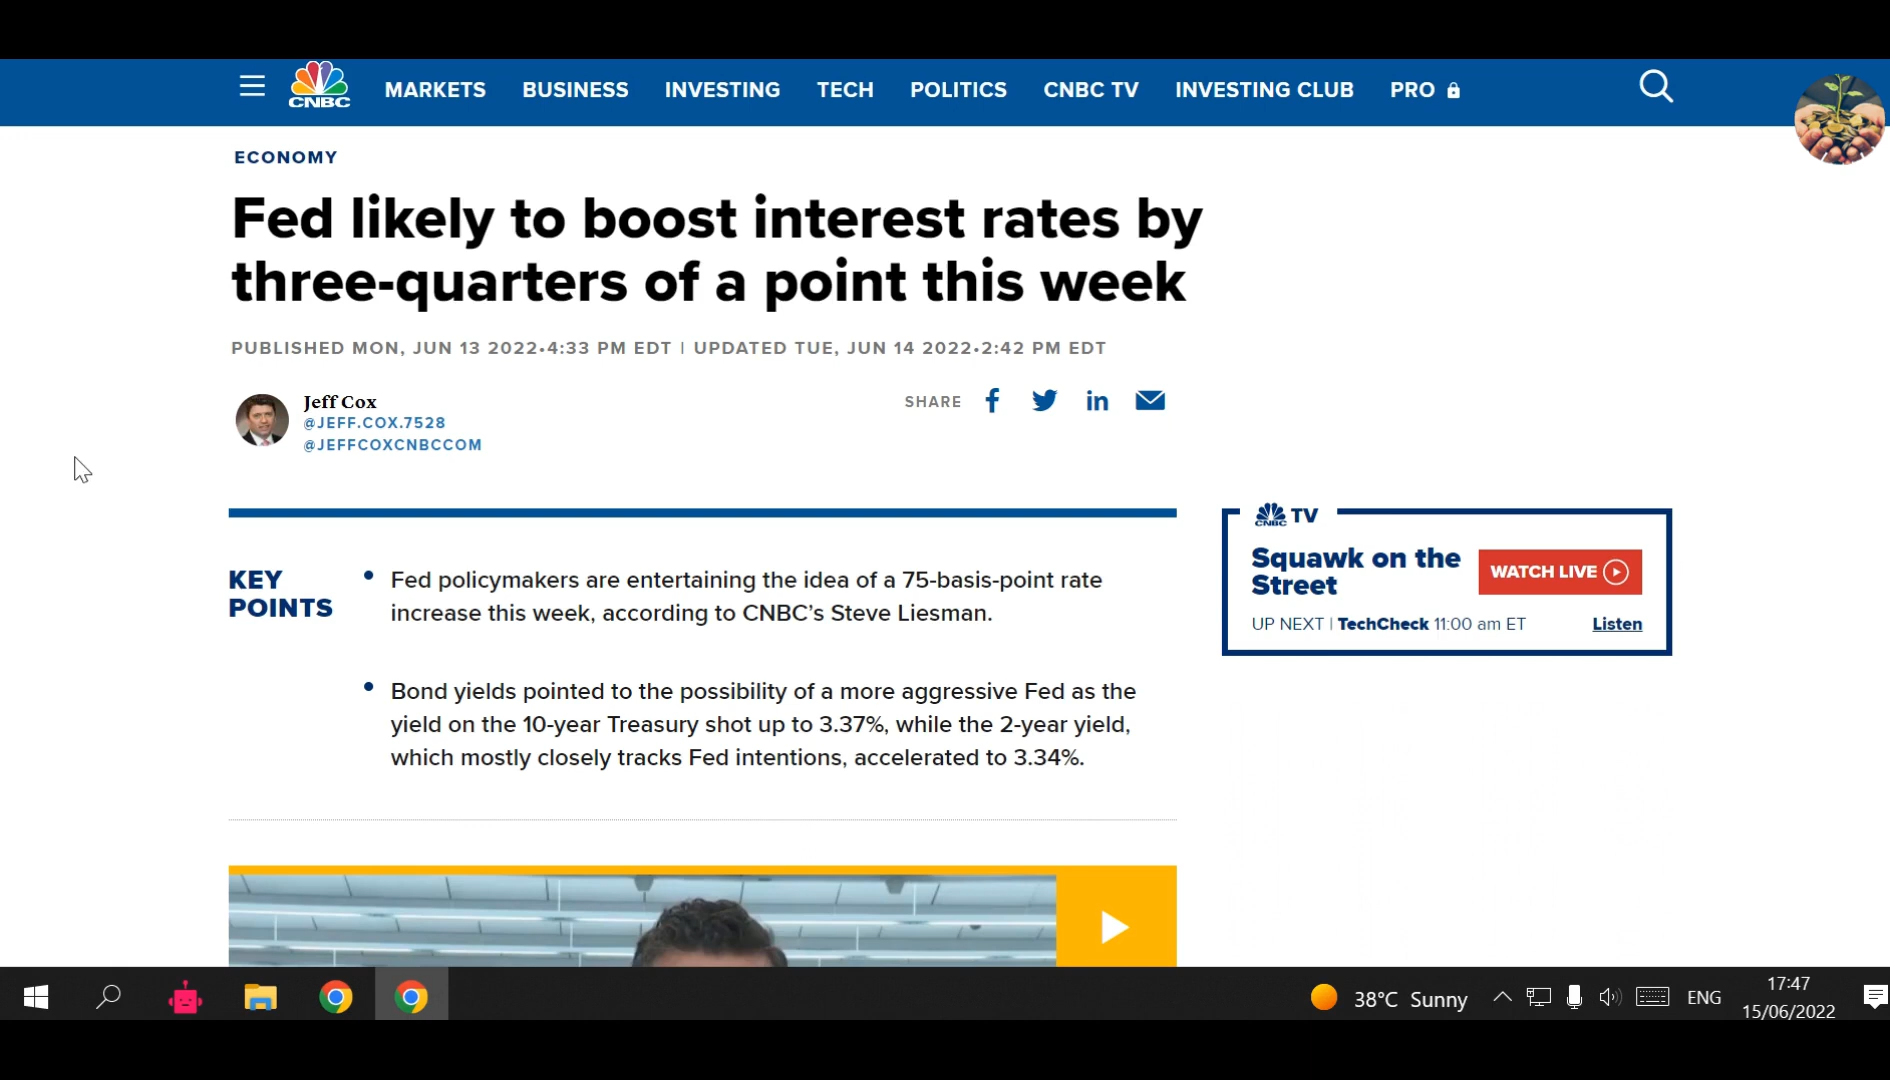 CNBC
MARKETS BUSINESS INVESTING TECH POLITICS CNBC TV INVESTING CLUB PRO
ECONOMY
Fed likely to boost interest rates by
three-quarters of a point this week
PUBLISHED MON, JUN 13 2022•4:33 PM EDT | UPDATED TUE, JUN 14 2022•2:42 PM EDT
Jeff Cox
@JEFF.COX.7528
@JEFFCOXCNBCCOM
SHARE
KEY
POINTS
Fed policymakers are entertaining the idea of a 75-basis-point rate
increase this week, according to CNBC’s Steve Liesman.
Bond yields pointed to the possibility of a more aggressive Fed as the
yield on the 10-year Treasury shot up to 3.37%, while the 2-year yield,
which mostly closely tracks Fed intentions, accelerated to 3.34%.
CNBC TV
Squawk on the
Street
WATCH LIVE
UP NEXT | TechCheck 11:00 am ET
Listen
38°C Sunny
ENG
17:47
15/06/2022